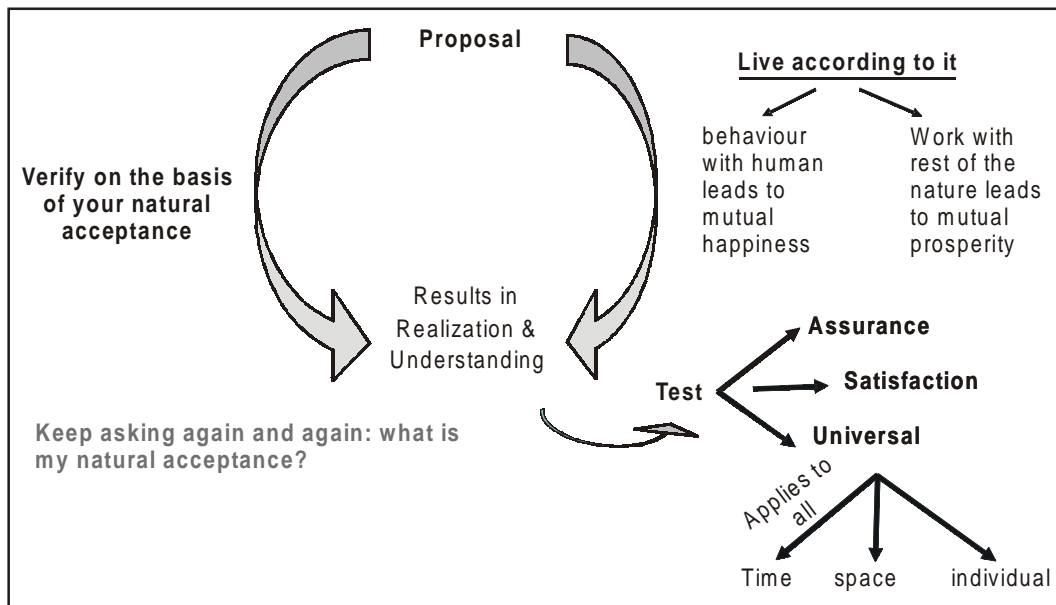 Proposal
Live according to it
behaviour
with human
leads to
mutual
happiness
Work with
rest of the
nature leads
to mutual
prosperity
Verify on the basis
of your natural
acceptance
Results in
Realization &
Understanding
Test
Assurance
Satisfaction
Universal
Keep asking again and again: what is
my natural acceptance?
Applies to
all
Time
space
individual